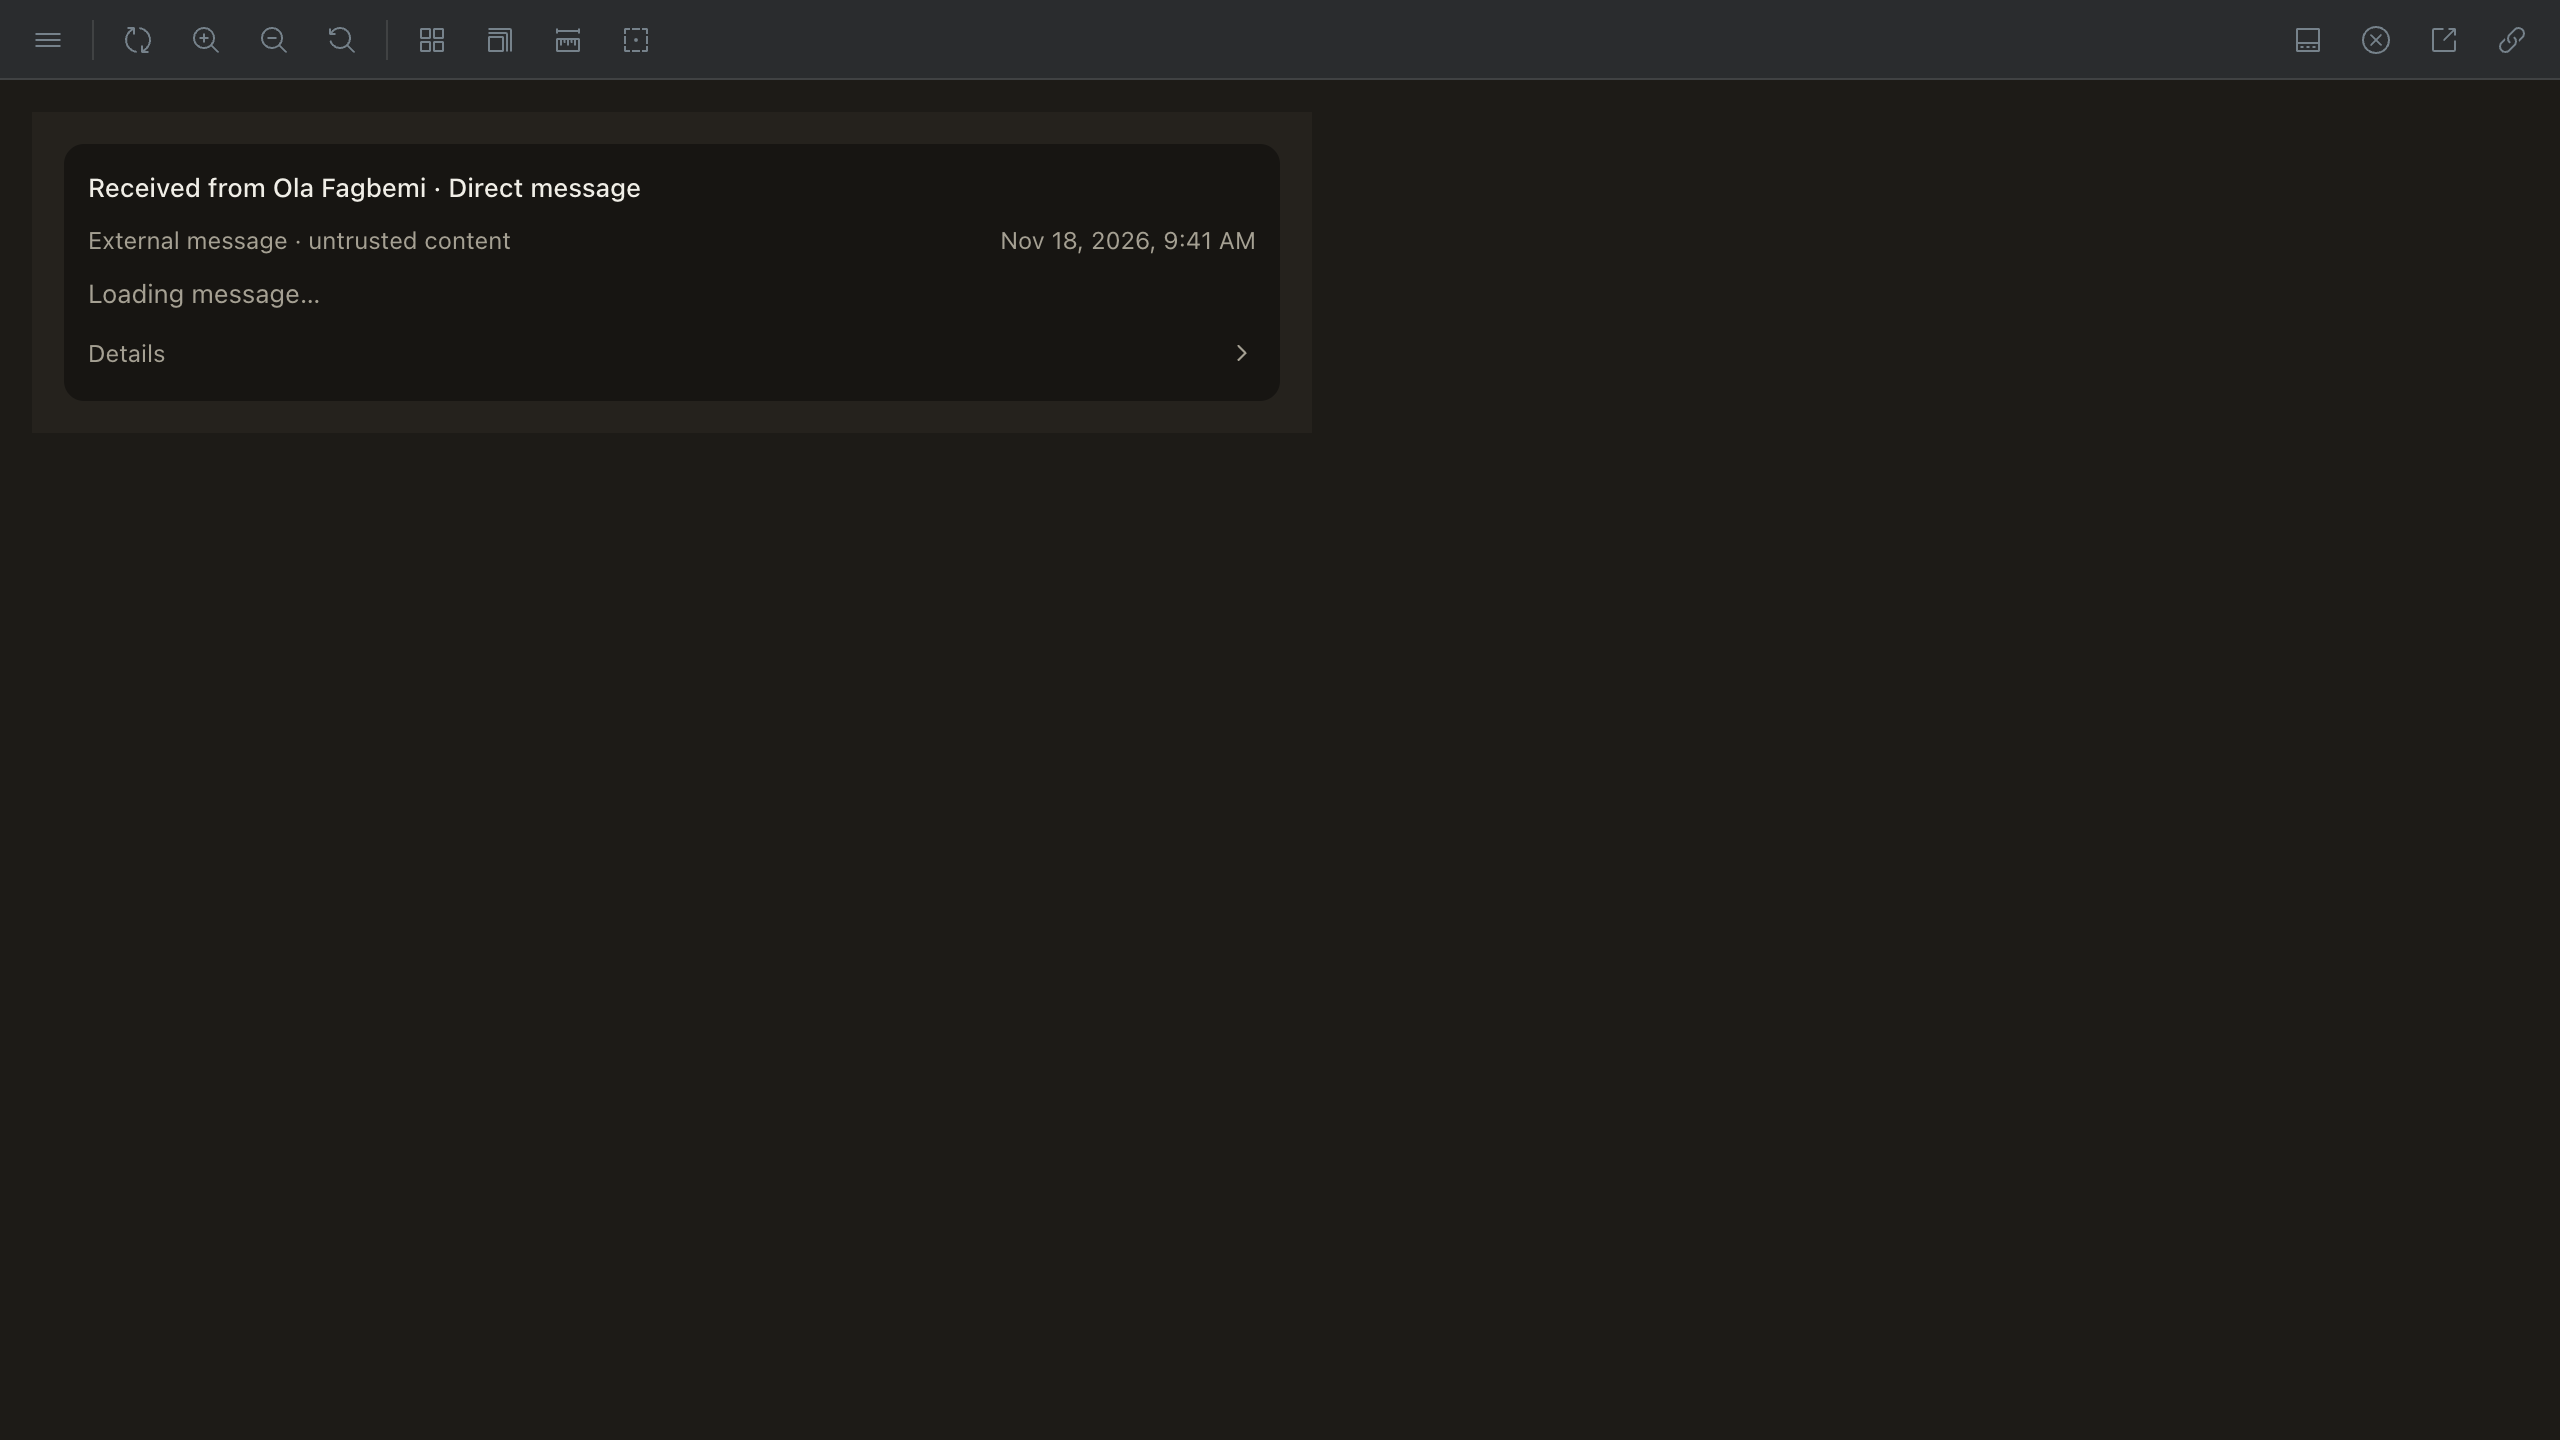 Received from Ola Fagbemi · Direct message
External message · untrusted content
Nov 18, 2026, 9:41 AM
Loading message...
Details